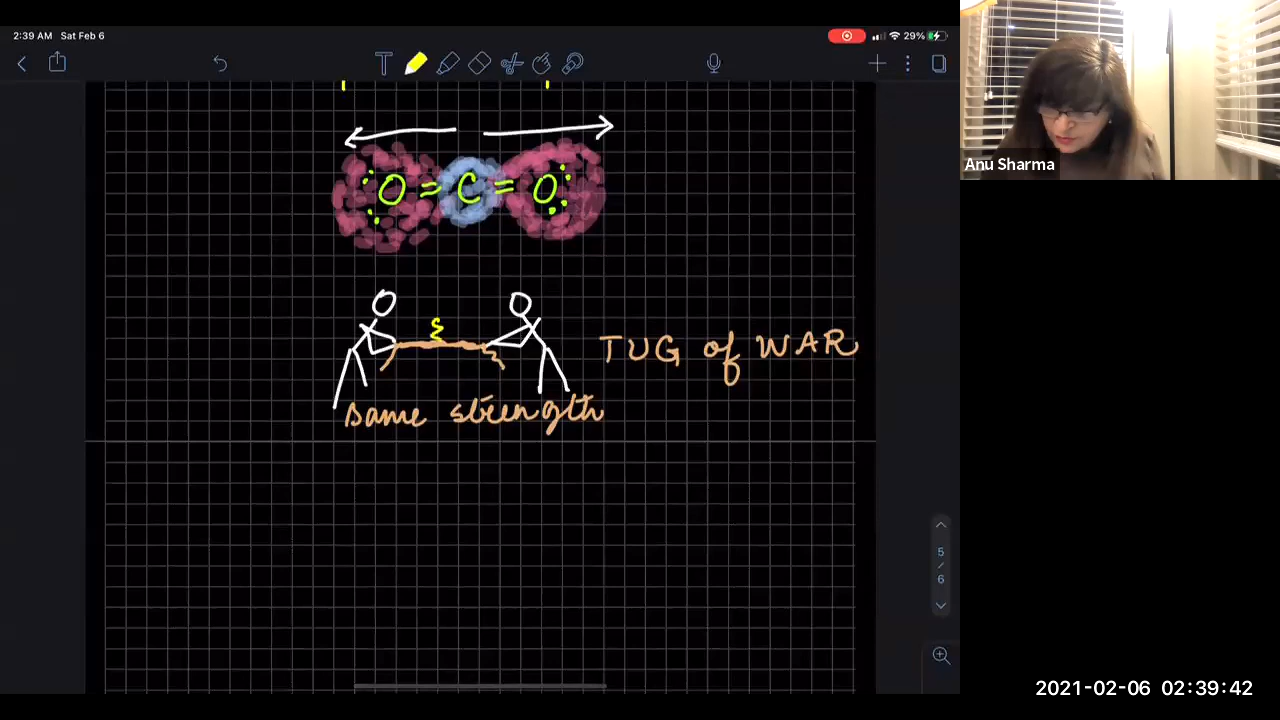 2:39 AM Sat Feb 6
29%
Anu Sharma
O = C = O
TUG of WAR
same strength
5
/
6
2021-02-06 02:39:42